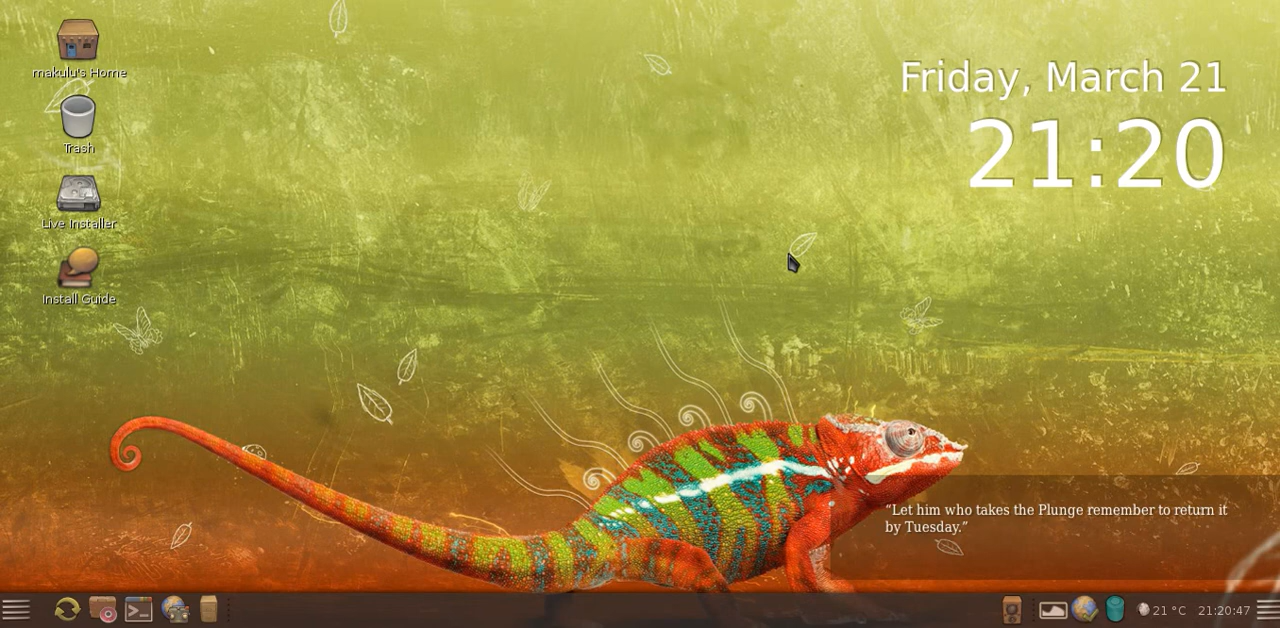 makulu's Home
Trash
Live Installer
Install Guide
Friday, March 21
21:20
“Let him who takes the Plunge remember to return it
by Tuesday.”
21 °C 21:20:47